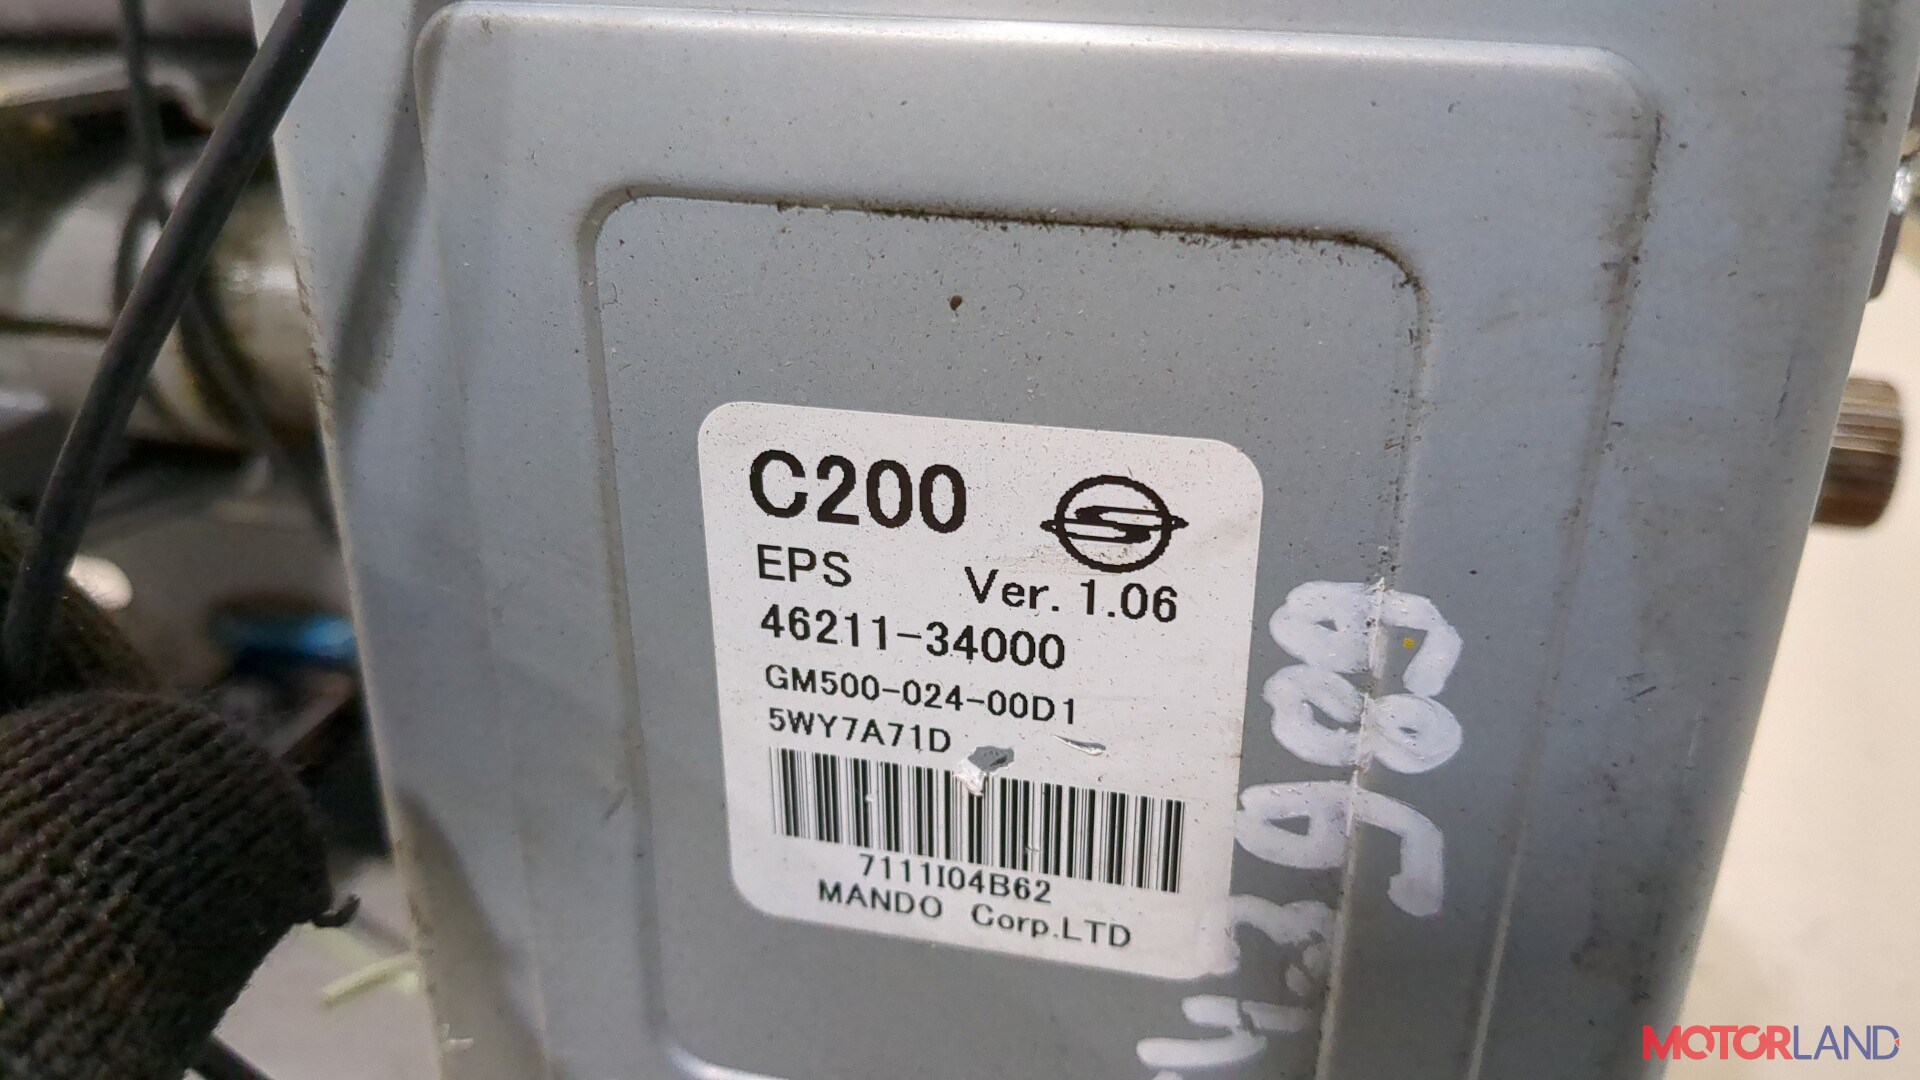 C200
EPS Ver. 1.06
46211-34000
GM500-024-00D1
5WY7A71D
7111I04B62
MANDO Corp.LTD
MOTORLAND